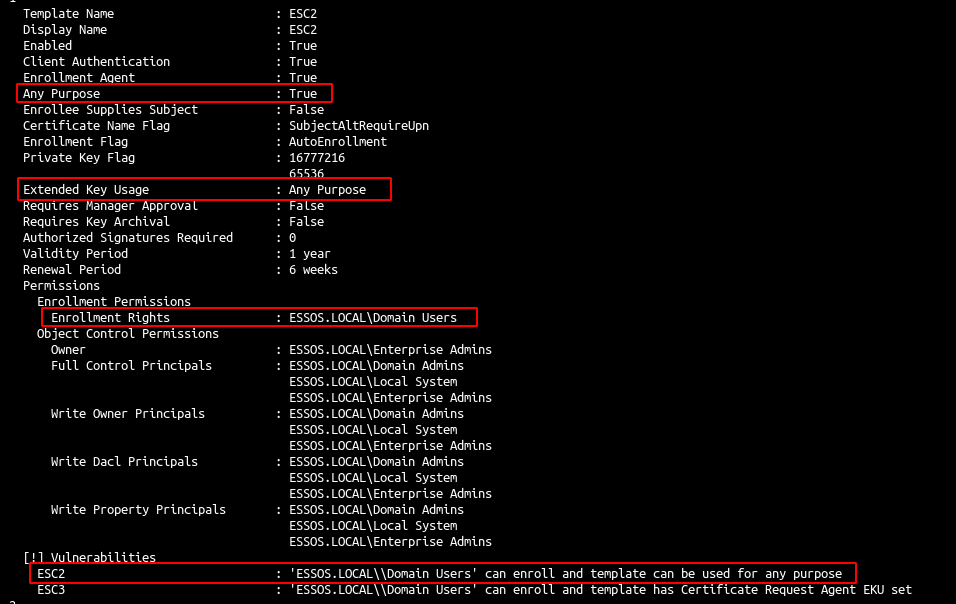 Template Name : ESC2
Display Name : ESC2
Enabled : True
Client Authentication : True
Enrollment Agent : True
Any Purpose : True
Enrollee Supplies Subject : False
Certificate Name Flag : SubjectAltRequireUpn
Enrollment Flag : AutoEnrollment
Private Key Flag : 16777216
65536
Extended Key Usage : Any Purpose
Requires Manager Approval : False
Requires Key Archival : False
Authorized Signatures Required : 0
Validity Period : 1 year
Renewal Period : 6 weeks
Permissions
Enrollment Permissions
Enrollment Rights : ESSOS.LOCAL\Domain Users
Object Control Permissions
Owner : ESSOS.LOCAL\Enterprise Admins
Full Control Principals : ESSOS.LOCAL\Domain Admins
ESSOS.LOCAL\Local System
ESSOS.LOCAL\Enterprise Admins
Write Owner Principals : ESSOS.LOCAL\Domain Admins
ESSOS.LOCAL\Local System
ESSOS.LOCAL\Enterprise Admins
Write Dacl Principals : ESSOS.LOCAL\Domain Admins
ESSOS.LOCAL\Local System
ESSOS.LOCAL\Enterprise Admins
Write Property Principals : ESSOS.LOCAL\Domain Admins
ESSOS.LOCAL\Local System
ESSOS.LOCAL\Enterprise Admins
[!] Vulnerabilities
ESC2 : 'ESSOS.LOCAL\\Domain Users' can enroll and template can be used for any purpose
ESC3 : 'ESSOS.LOCAL\\Domain Users' can enroll and template has Certificate Request Agent EKU set